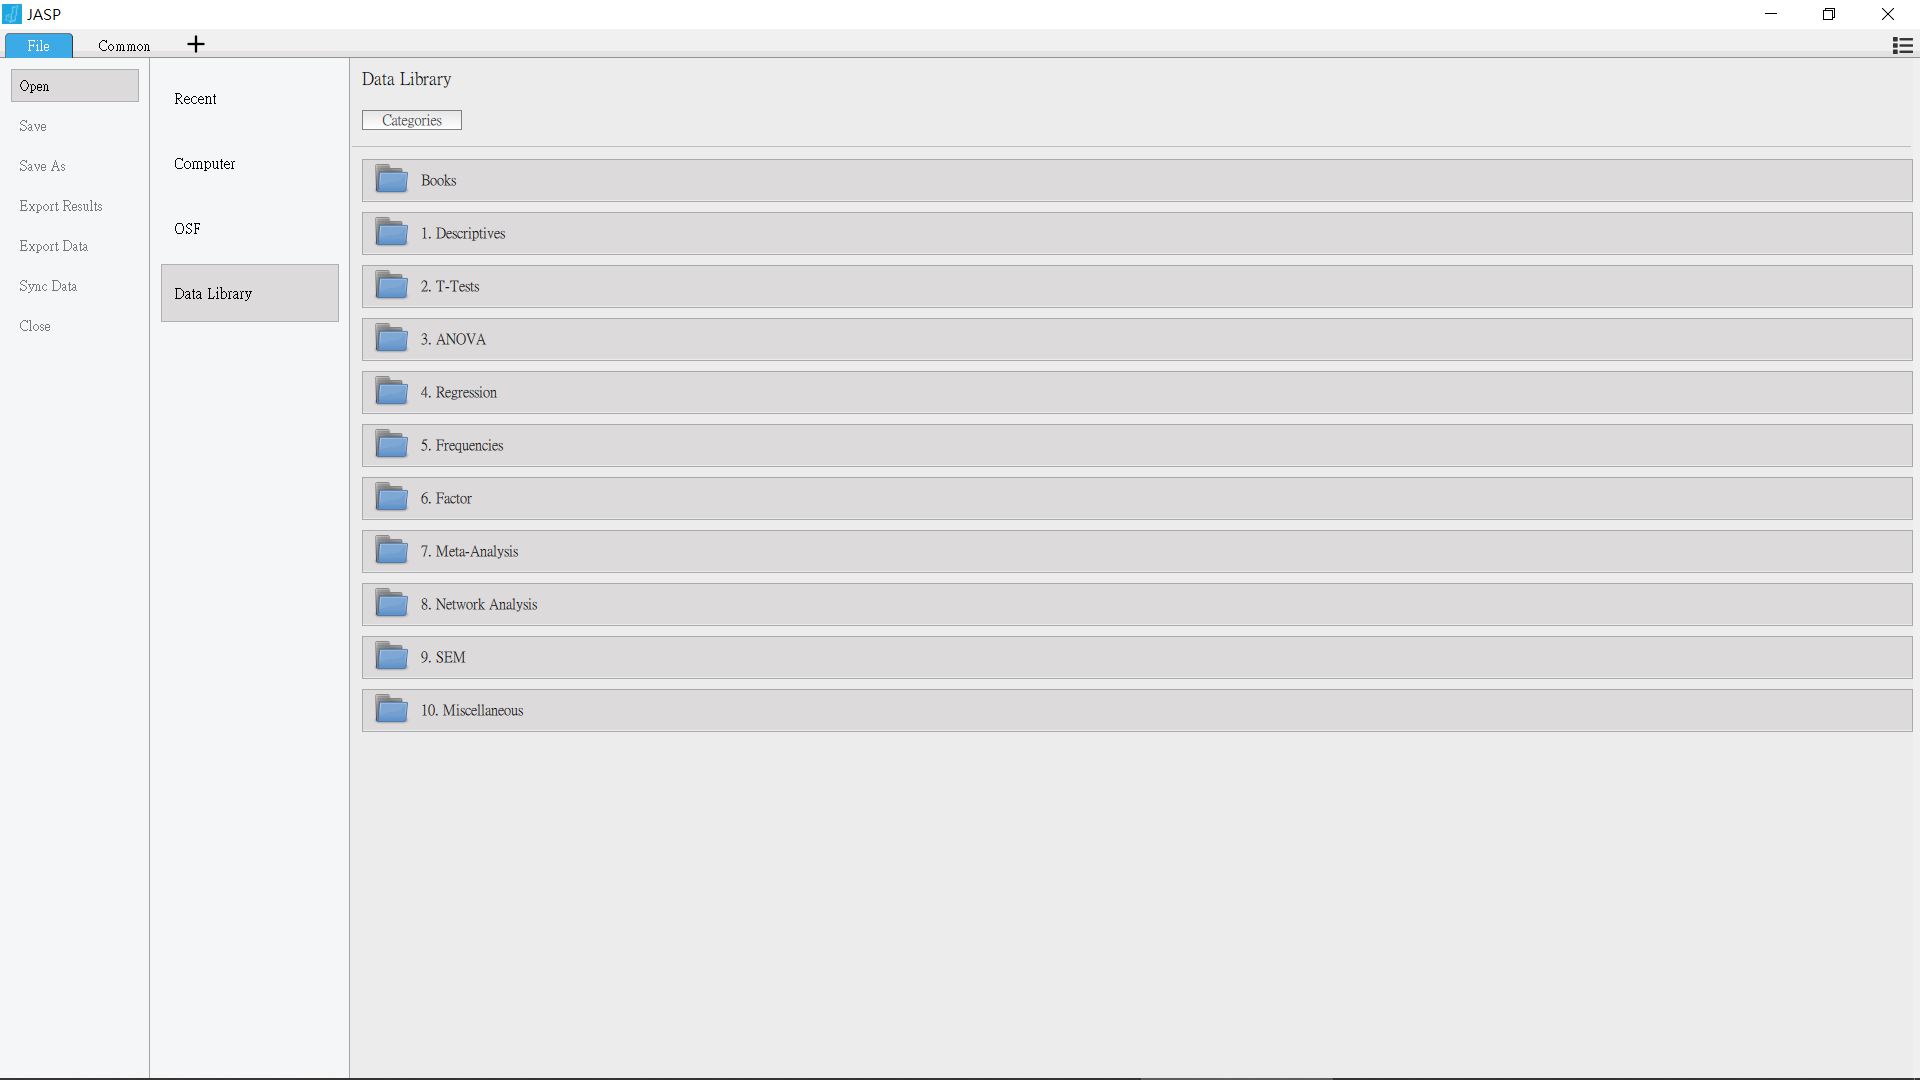 JASP
File
Common
Open
Save
Save As
Export Results
Export Data
Sync Data
Close
Recent
Computer
OSF
Data Library
Data Library
Categories
Books
1. Descriptives
2. T-Tests
3. ANOVA
4. Regression
5. Frequencies
6. Factor
7. Meta-Analysis
8. Network Analysis
9. SEM
10. Miscellaneous